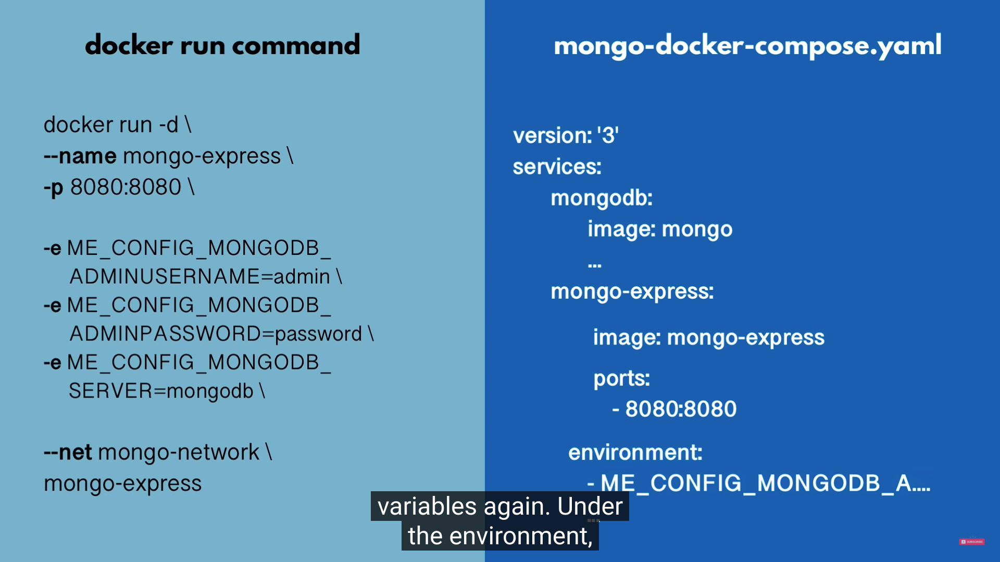 docker run command
docker run -d \
--name mongo-express \
-p 8080:8080 \
-e ME_CONFIG_MONGODB_
ADMINUSERNAME=admin \
-e ME_CONFIG_MONGODB_
ADMINPASSWORD=password \
-e ME_CONFIG_MONGODB_
SERVER=mongodb \
--net mongo-network \
mongo-express
mongo-docker-compose.yaml
version: '3'
services:
mongodb:
image: mongo
...
mongo-express:
image: mongo-express
ports:
- 8080:8080
environment:
- ME_CONFIG_MONGODB_A....
...
variables again. Under
the environment,
SUBSCRIBE